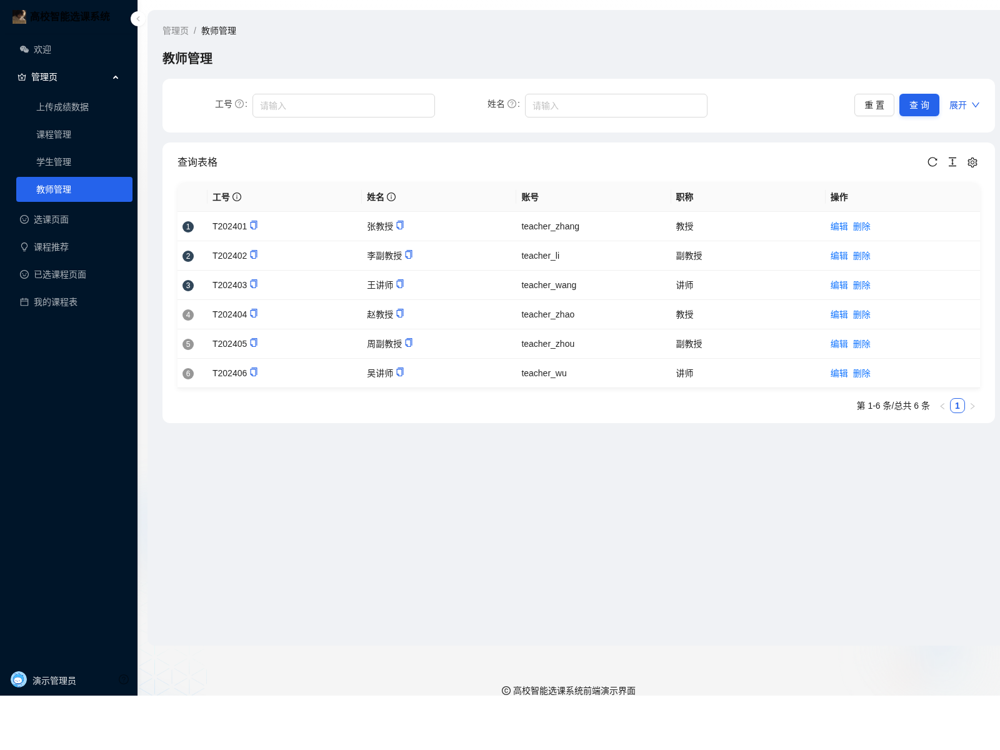 高校智能选课系统
欢迎
管理页
上传成绩数据
课程管理
学生管理
教师管理
选课页面
课程推荐
已选课程页面
我的课程表
演示管理员
管理页 / 教师管理
教师管理
工号 : 请输入 姓名 : 请输入 重 置 查 询 展开
查询表格
工号 姓名 账号 职称 操作
1 T202401 张教授 teacher_zhang 教授 编辑 删除
2 T202402 李副教授 teacher_li 副教授 编辑 删除
3 T202403 王讲师 teacher_wang 讲师 编辑 删除
4 T202404 赵教授 teacher_zhao 教授 编辑 删除
5 T202405 周副教授 teacher_zhou 副教授 编辑 删除
6 T202406 吴讲师 teacher_wu 讲师 编辑 删除
第 1-6 条/总共 6 条 < 1 >
© 高校智能选课系统前端演示界面